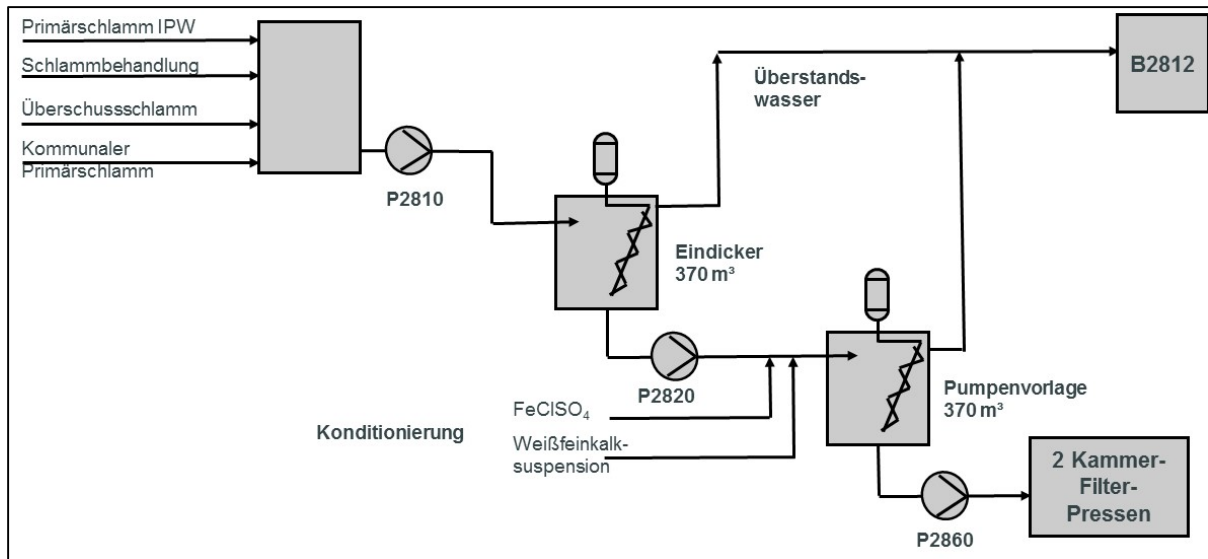 Primärschlamm IPW
Schlammbehandlung
Überschussschlamm
Kommunaler
Primärschlamm
P2810
Überstands-
wasser
B2812
Eindicker
370 m³
P2820
FeClSO₄
Konditionierung
Weißfeinkalk-
suspension
Pumpenvorlage
370 m³
P2860
2 Kammer-
Filter-
Pressen